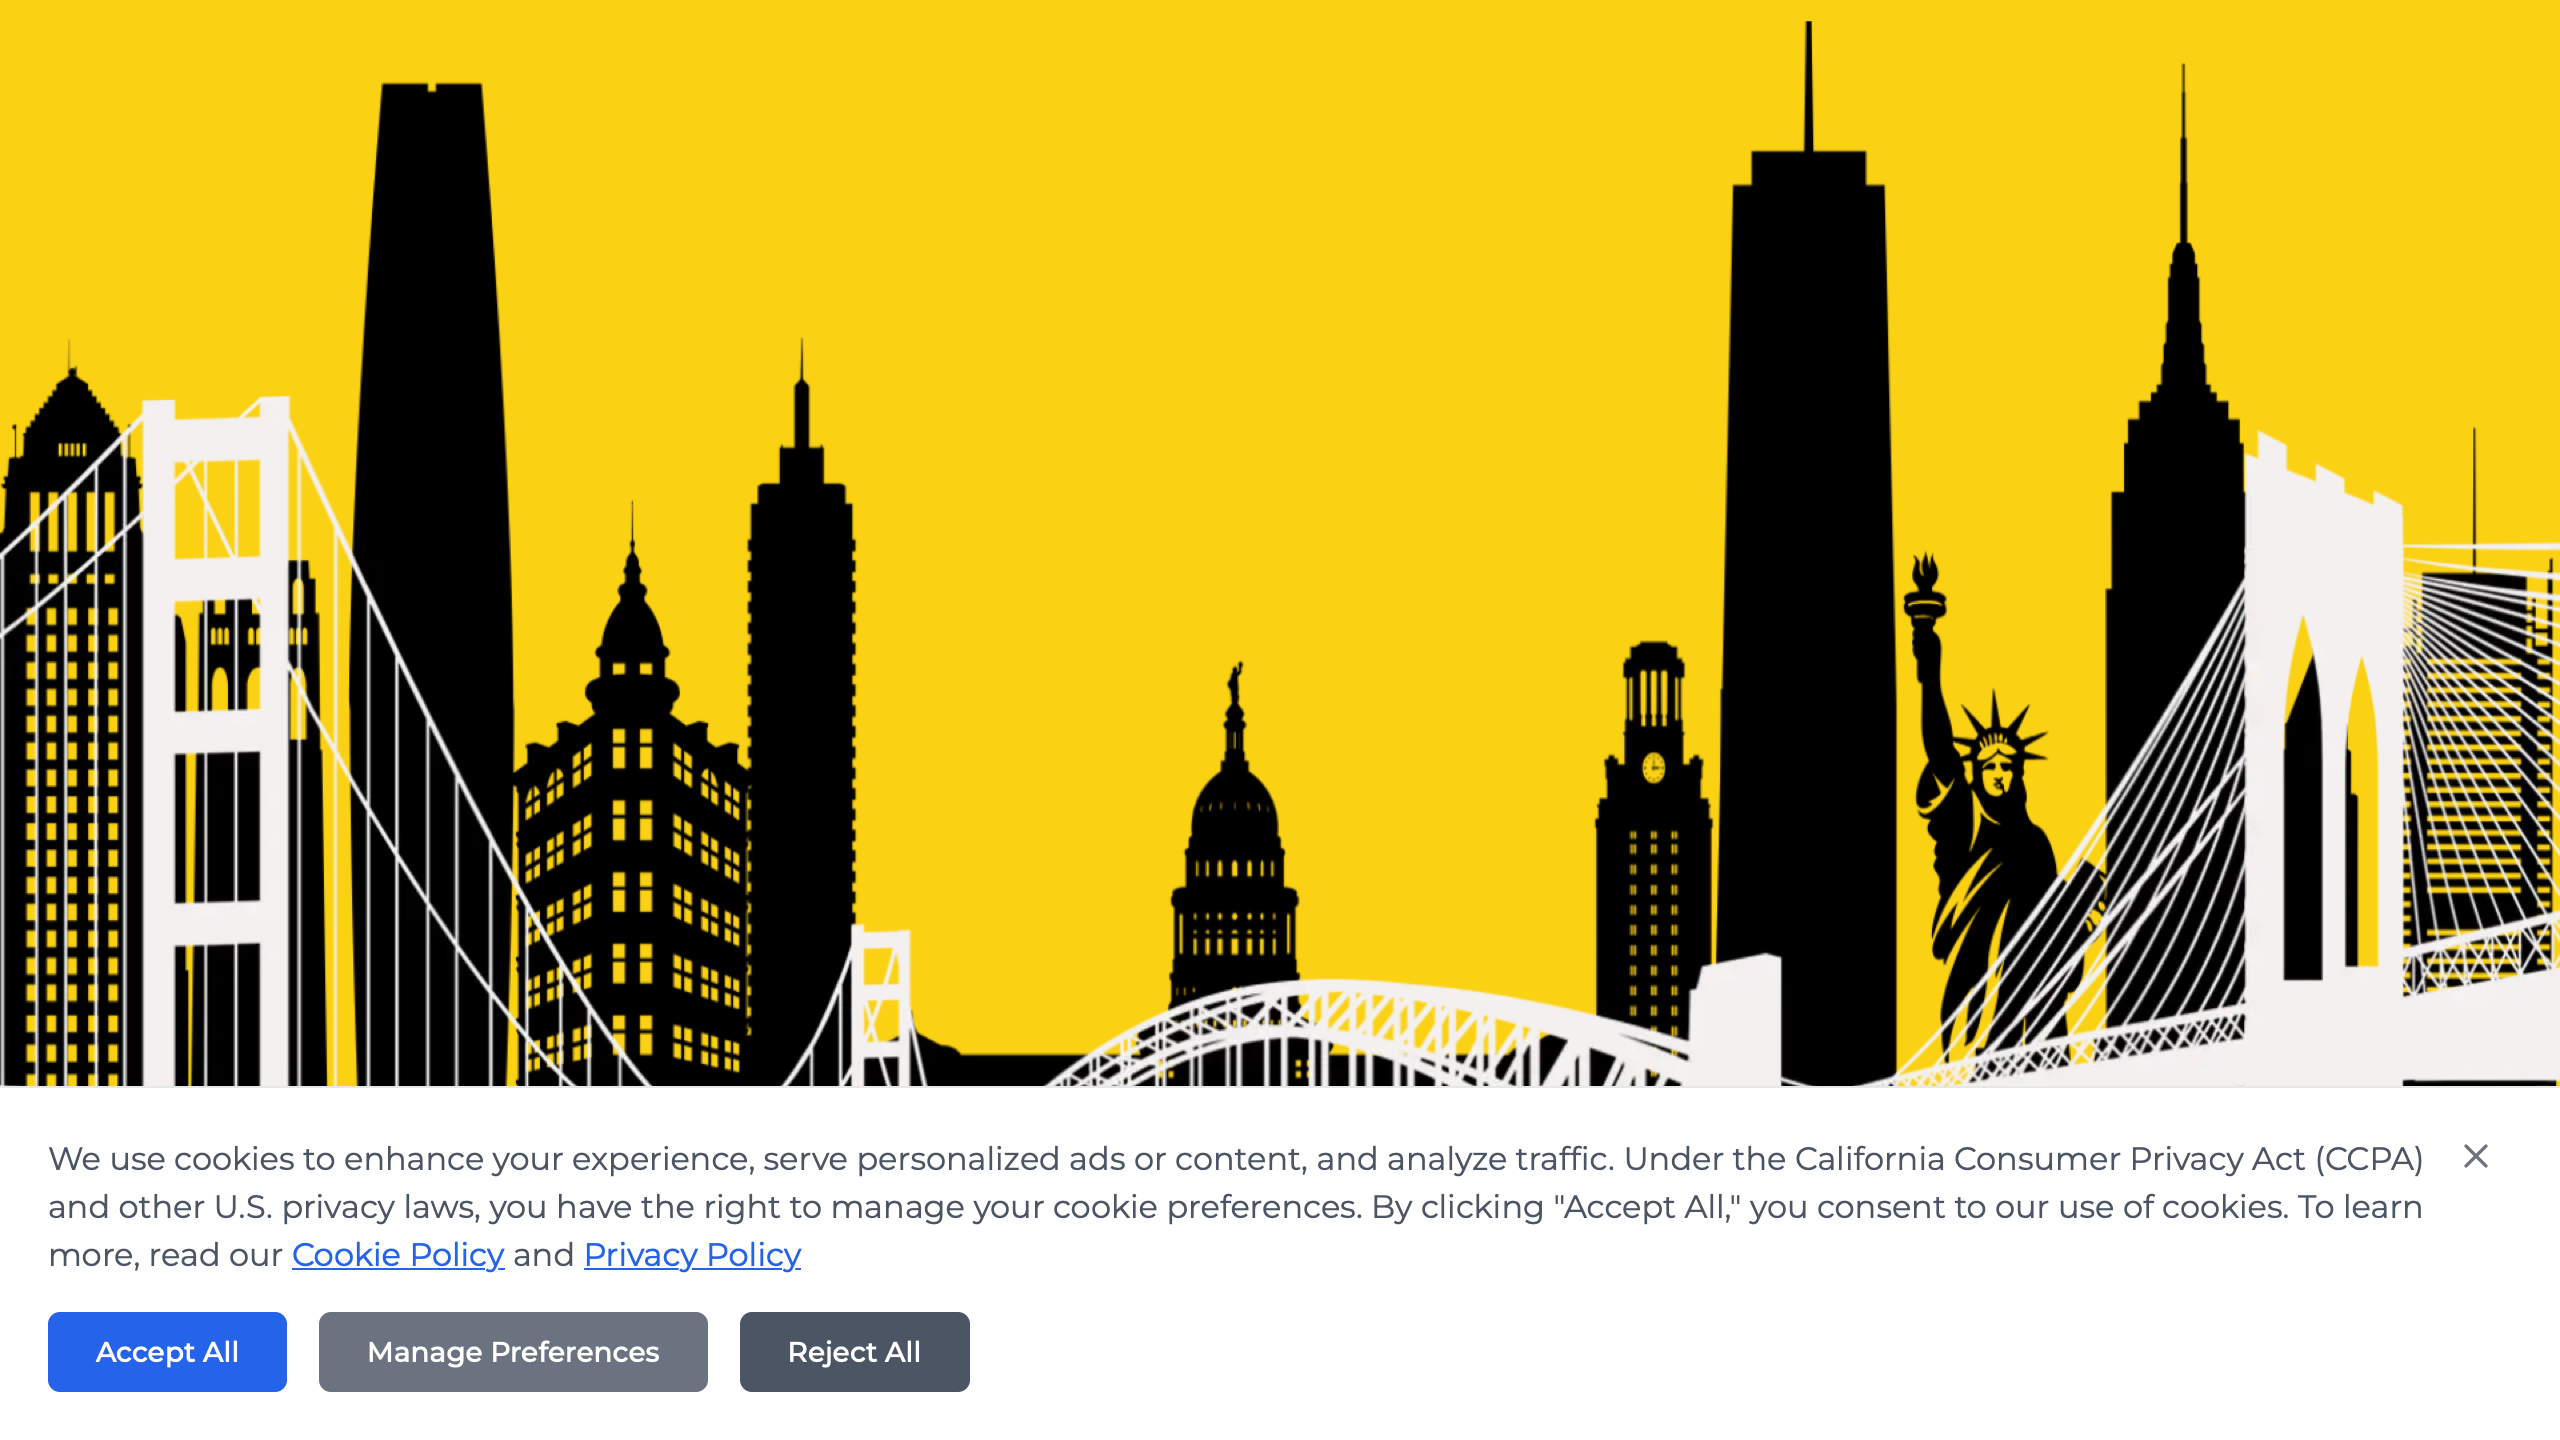 We use cookies to enhance your experience, serve personalized ads or content, and analyze traffic. Under the California Consumer Privacy Act (CCPA)
and other U.S. privacy laws, you have the right to manage your cookie preferences. By clicking "Accept All," you consent to our use of cookies. To learn
more, read our Cookie Policy and Privacy Policy
Accept All
Manage Preferences
Reject All